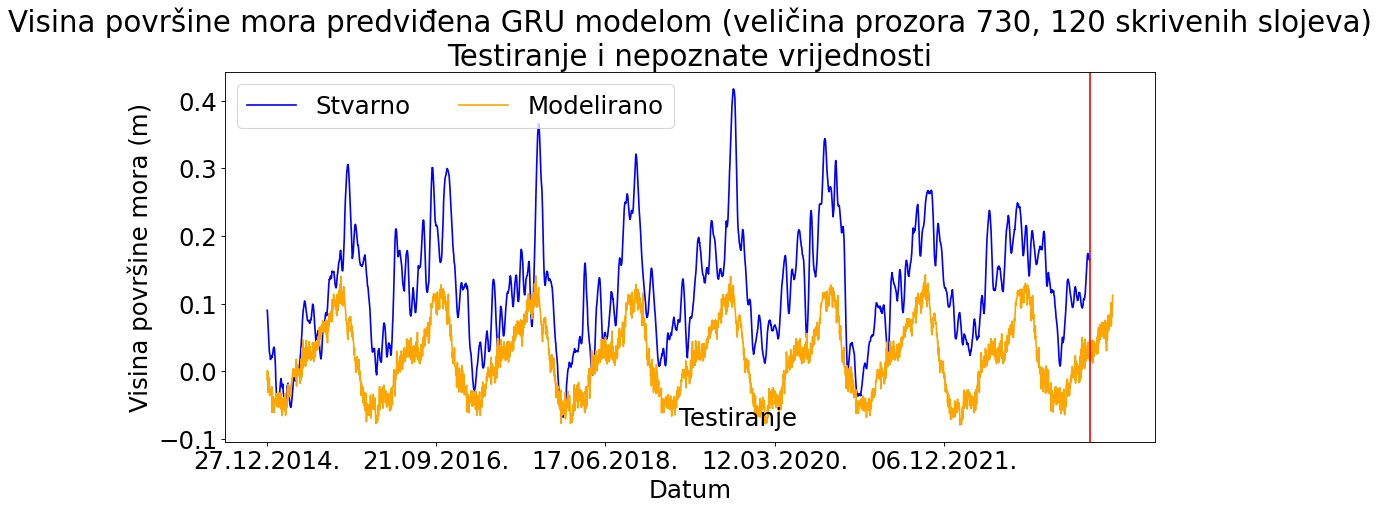 Visina površine mora predviđena GRU modelom (veličina prozora 730, 120 skrivenih slojeva)
Testiranje i nepoznate vrijednosti
Stvarno
Modelirano
Visina površine mora (m)
0.4
0.3
0.2
0.1
0.0
−0.1
Testiranje
27.12.2014.
21.09.2016.
17.06.2018.
12.03.2020.
06.12.2021.
Datum